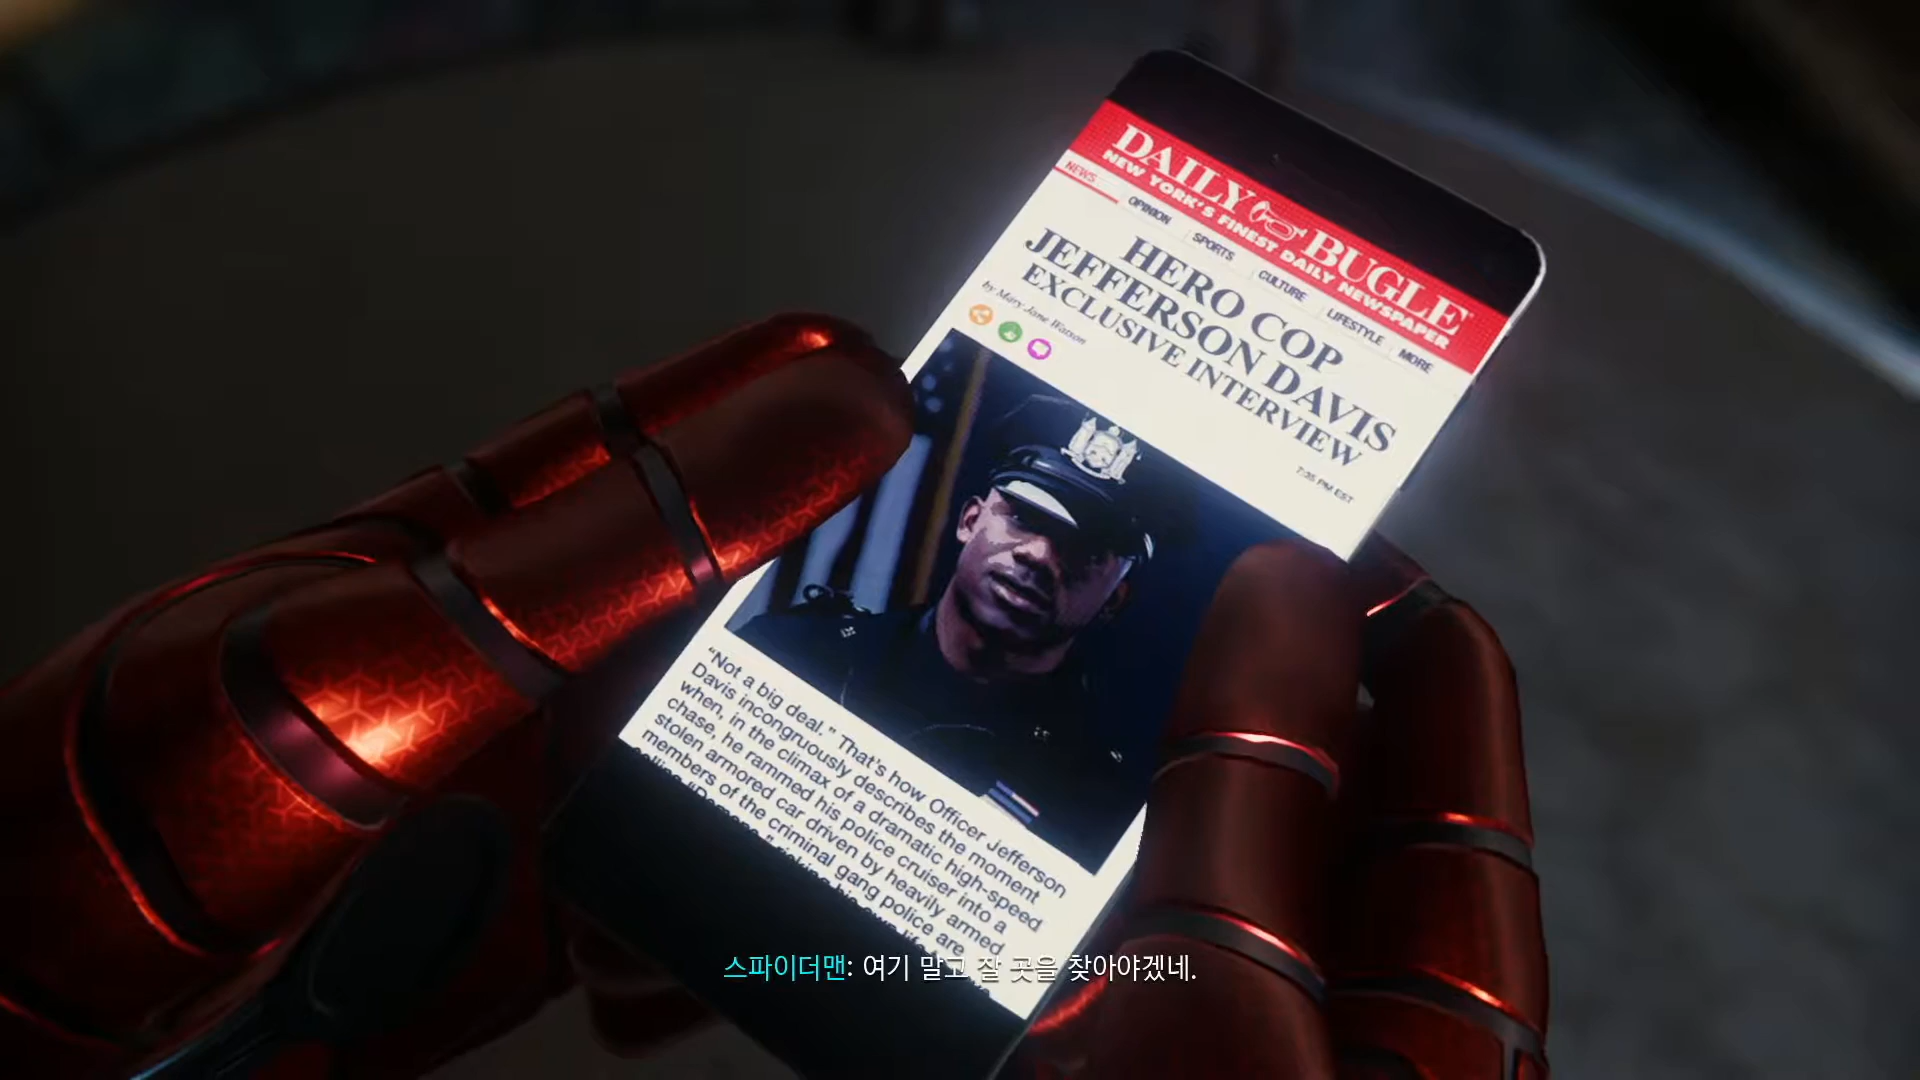 DAILY BUGLE
NEW YORK'S FINEST DAILY NEWSPAPER
NEWS OPINION SPORTS CULTURE LIFESTYLE MORE
HERO COP
JEFFERSON DAVIS
EXCLUSIVE INTERVIEW
by Mary Jane Watson
7:35 PM EST
“Not a big deal.” That's how Officer Jefferson
Davis incongruously describes the moment
when, in the climax of a dramatic high-speed
chase, he rammed his police cruiser into a
stolen armored car driven by heavily armed
members of the criminal gang police are
스파이더맨: 여기 말고 잘 곳을 찾아야겠네.